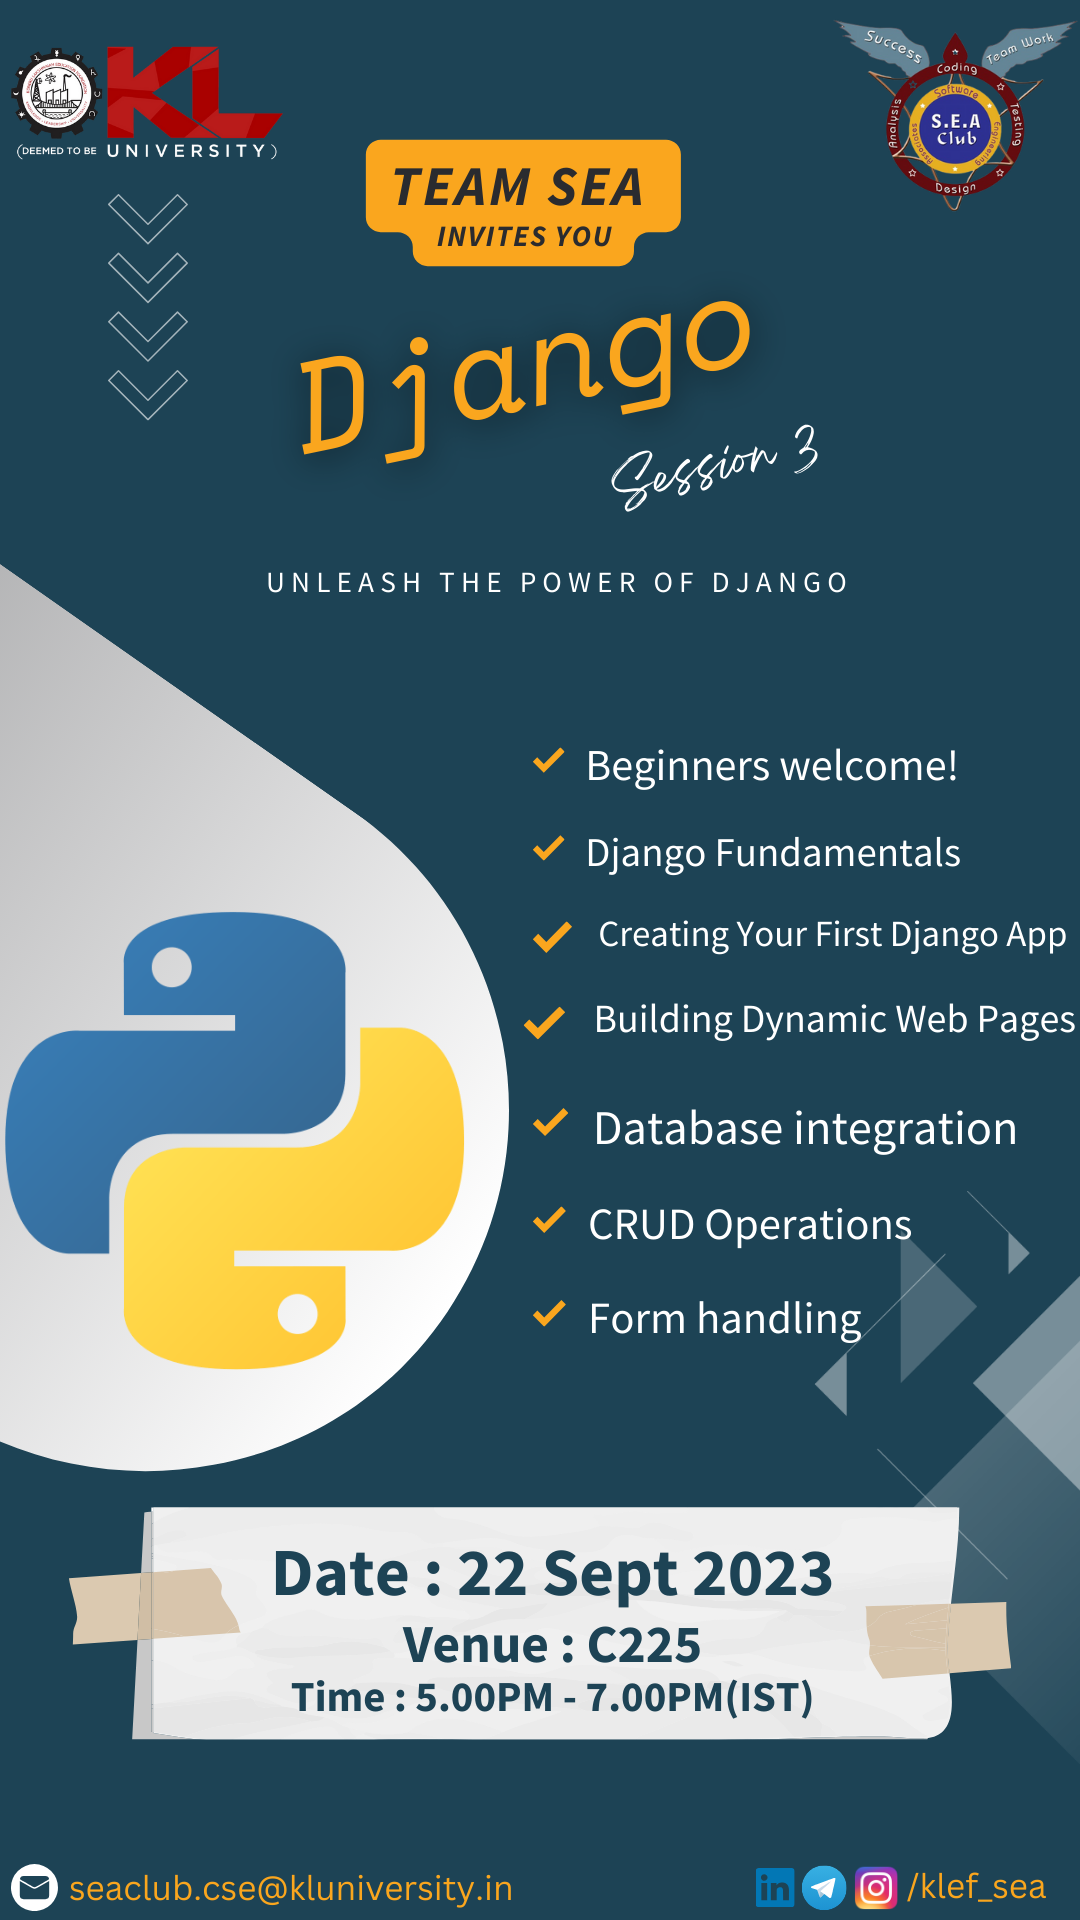 KL
(DEEMED TO BE UNIVERSITY)
Success
Team Work
Coding
Software
Analysis
Testing
S.E.A
Club
Associates
Engineering
Design
TEAM SEA
INVITES YOU
Django
Session 3
UNLEASH THE POWER OF DJANGO
Beginners welcome!
Django Fundamentals
Creating Your First Django App
Building Dynamic Web Pages
Database integration
CRUD Operations
Form handling
Date : 22 Sept 2023
Venue : C225
Time : 5.00PM - 7.00PM(IST)
seaclub.cse@kluniversity.in
in
/klef_sea